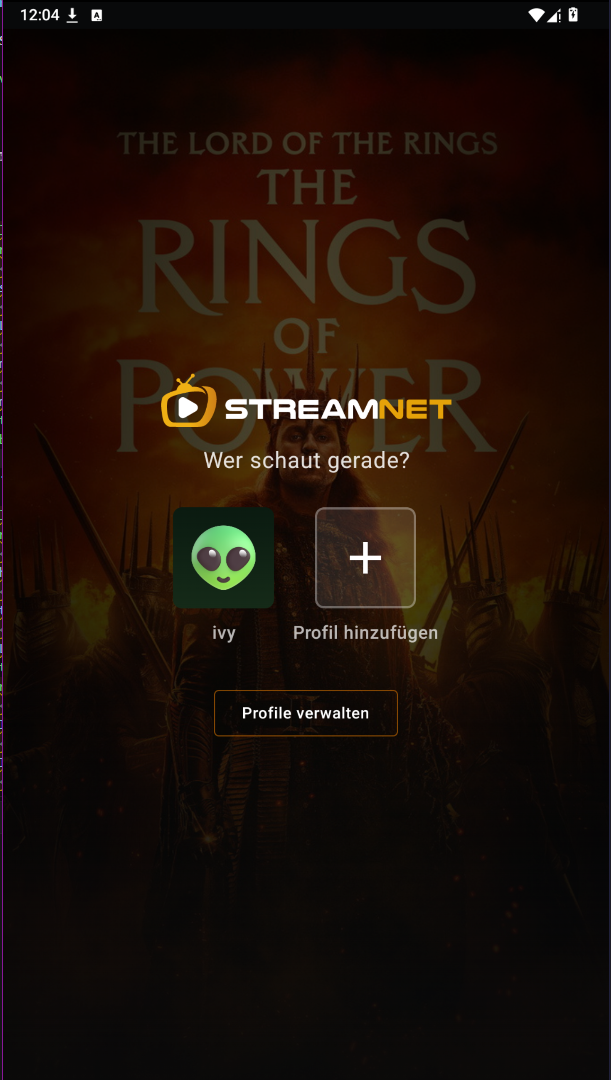 12:04
THE LORD OF THE RINGS
THE
RINGS
OF
POWER
STREAMNET
Wer schaut gerade?
ivy
Profil hinzufügen
Profile verwalten